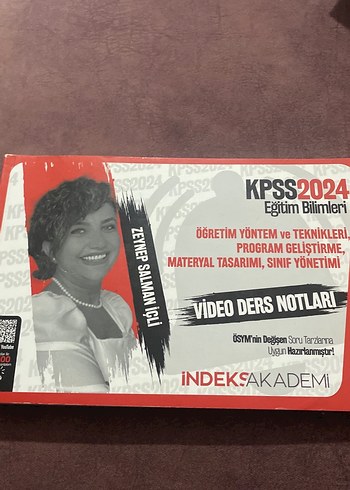 KPSS2024
Eğitim Bilimleri
ÖĞRETİM YÖNTEM ve TEKNİKLERİ,
PROGRAM GELİŞTİRME,
MATERYAL TASARIMI, SINIF YÖNETİMİ
ZEYNEP SALMAN İÇLİ
VİDEO DERS NOTLARI
ÖSYM'nin Değişen Soru Tarzlarına
Uygun Hazırlanmıştır!
İNDEKSAKADEMİ
YouTube